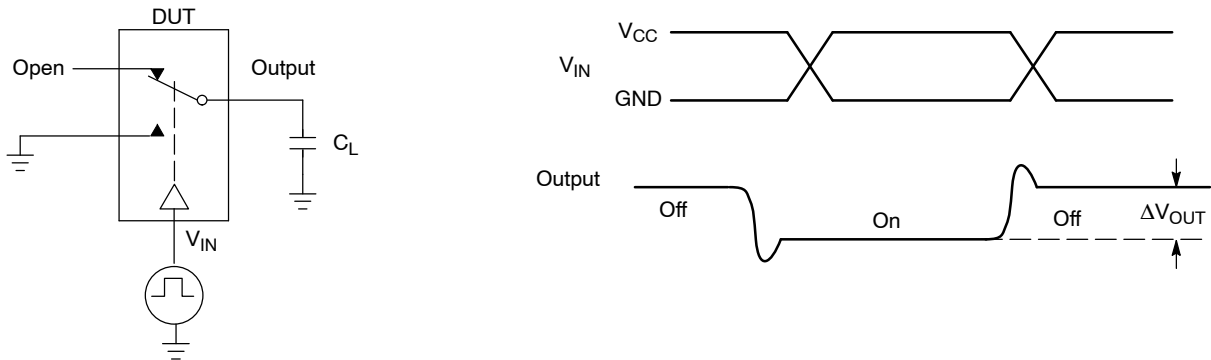 DUT
Open
Output
C_L
V_IN
V_CC
V_IN
GND
Output
Off
On
Off
ΔV_OUT